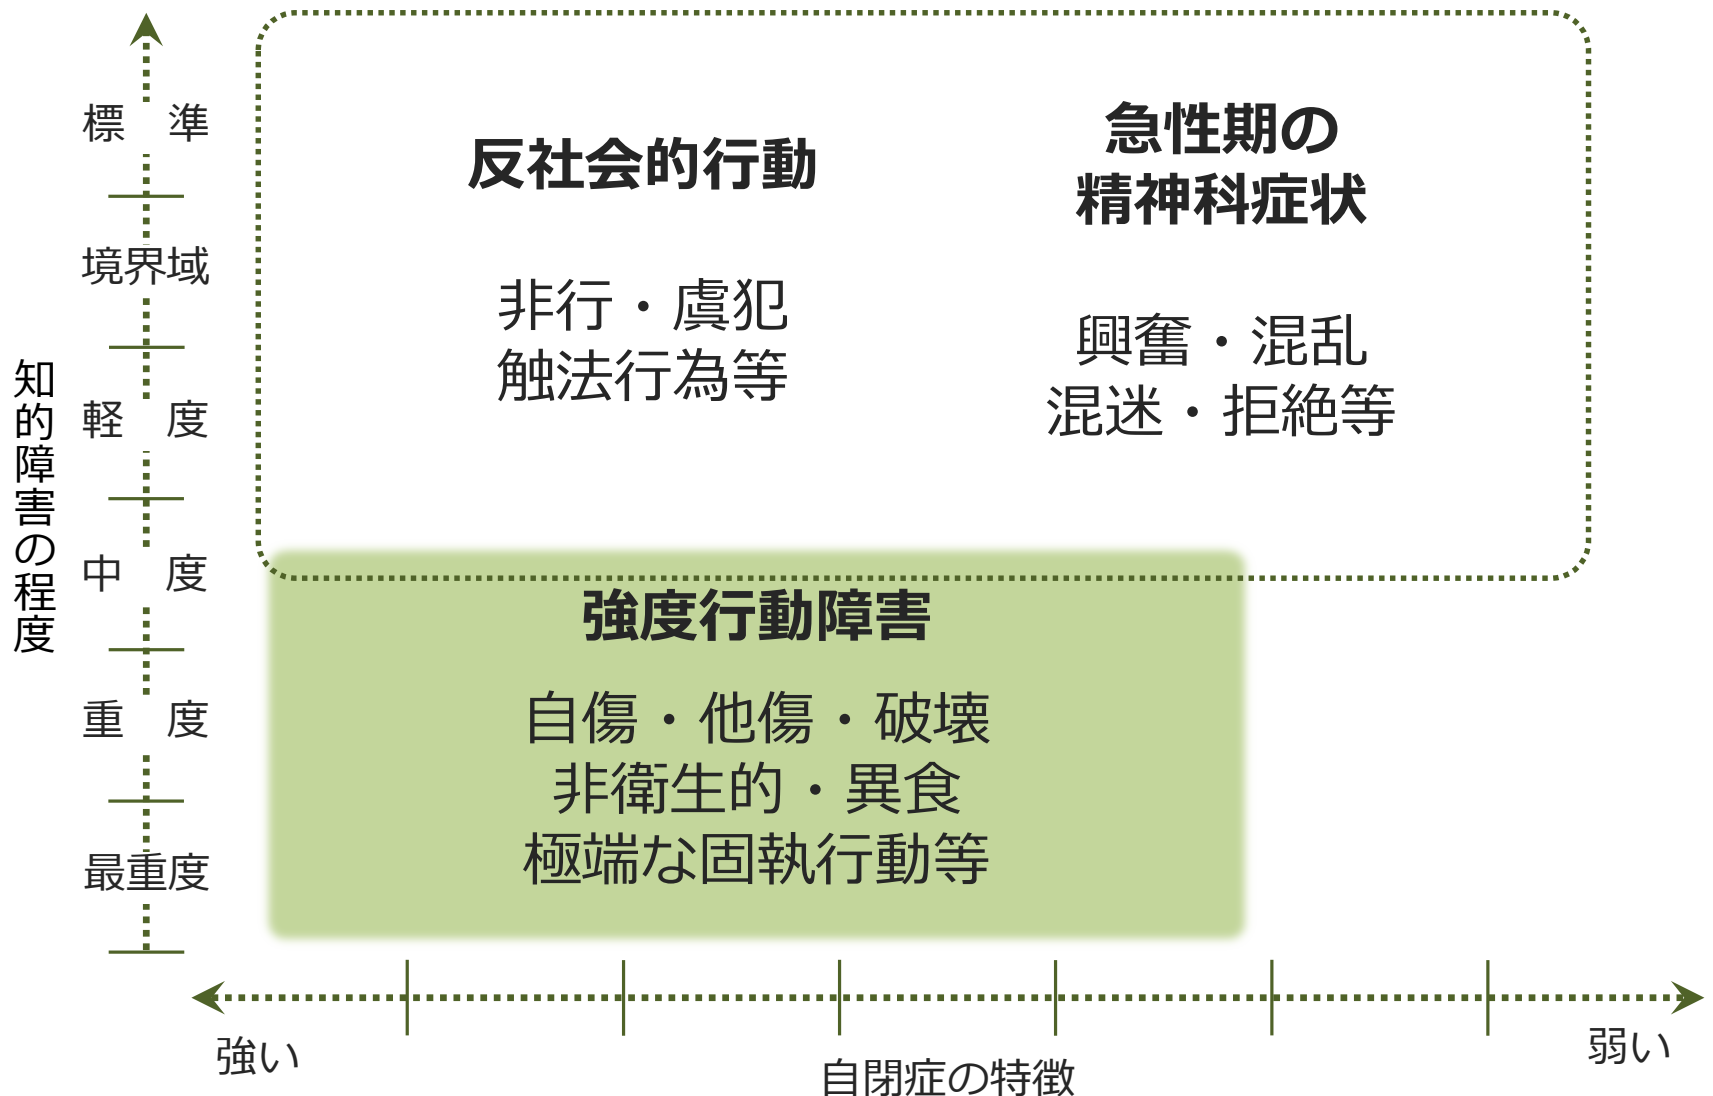 標　準
境界域
軽　度
中　度
重　度
最重度
知的障害の程度
反社会的行動
非行・虞犯
触法行為等
急性期の
精神科症状
興奮・混乱
混迷・拒絶等
強度行動障害
自傷・他傷・破壊
非衛生的・異食
極端な固執行動等
強い
自閉症の特徴
弱い